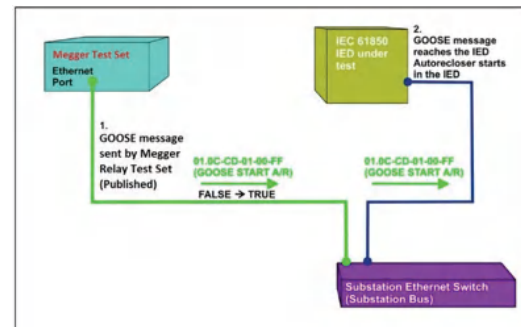 Megger Test Set
Ethernet
Port
IEC 61850
IED under
test
2.
GOOSE message
reaches the IED
Autorecloser starts
in the IED
1.
GOOSE message
sent by Megger
Relay Test Set
(Published)
01.0C-CD-01-00-FF
(GOOSE START A/R)
FALSE → TRUE
01.0C-CD-01-00-FF
(GOOSE START A/R)
Substation Ethernet Switch
(Substation Bus)